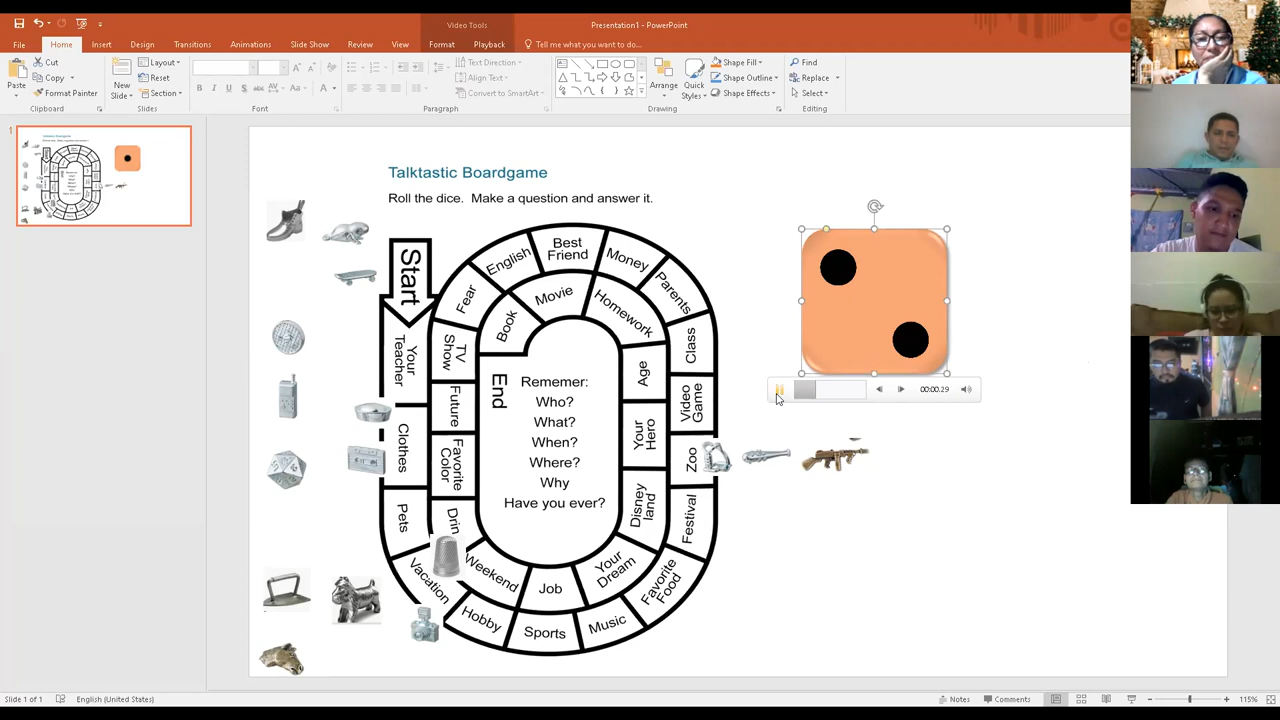 Video Tools
Presentation1 - PowerPoint
File
Home
Insert
Design
Transitions
Animations
Slide Show
Review
View
Format
Playback
Tell me what you want to do...
Paste
Cut
Copy
Format Painter
Clipboard
New
Slide
Layout
Reset
Section
Slides
B I U S abc AV Aa A
Font
Text Direction
Align Text
Convert to SmartArt
Paragraph
Arrange
Quick
Styles
Shape Fill
Shape Outline
Shape Effects
Drawing
Find
Replace
Select
Editing
1
Talktastic Boardgame
Roll the dice. Make a question and answer it.
Start
Your
Teacher
Clothes
Pets
Vacation
Hobby
Sports
Music
Favorite
Food
Festival
Zoo
Video
Game
Class
Parents
Money
Best
Friend
English
Fear
TV
Show
Future
Favorite
Color
Drin
Weekend
Job
Your
Dream
Disney
land
Your
Hero
Age
Homework
Movie
Book
End
Rememer:
Who?
What?
When?
Where?
Why
Have you ever?
00:00.29
Slide 1 of 1
English (United States)
Notes
Comments
115%